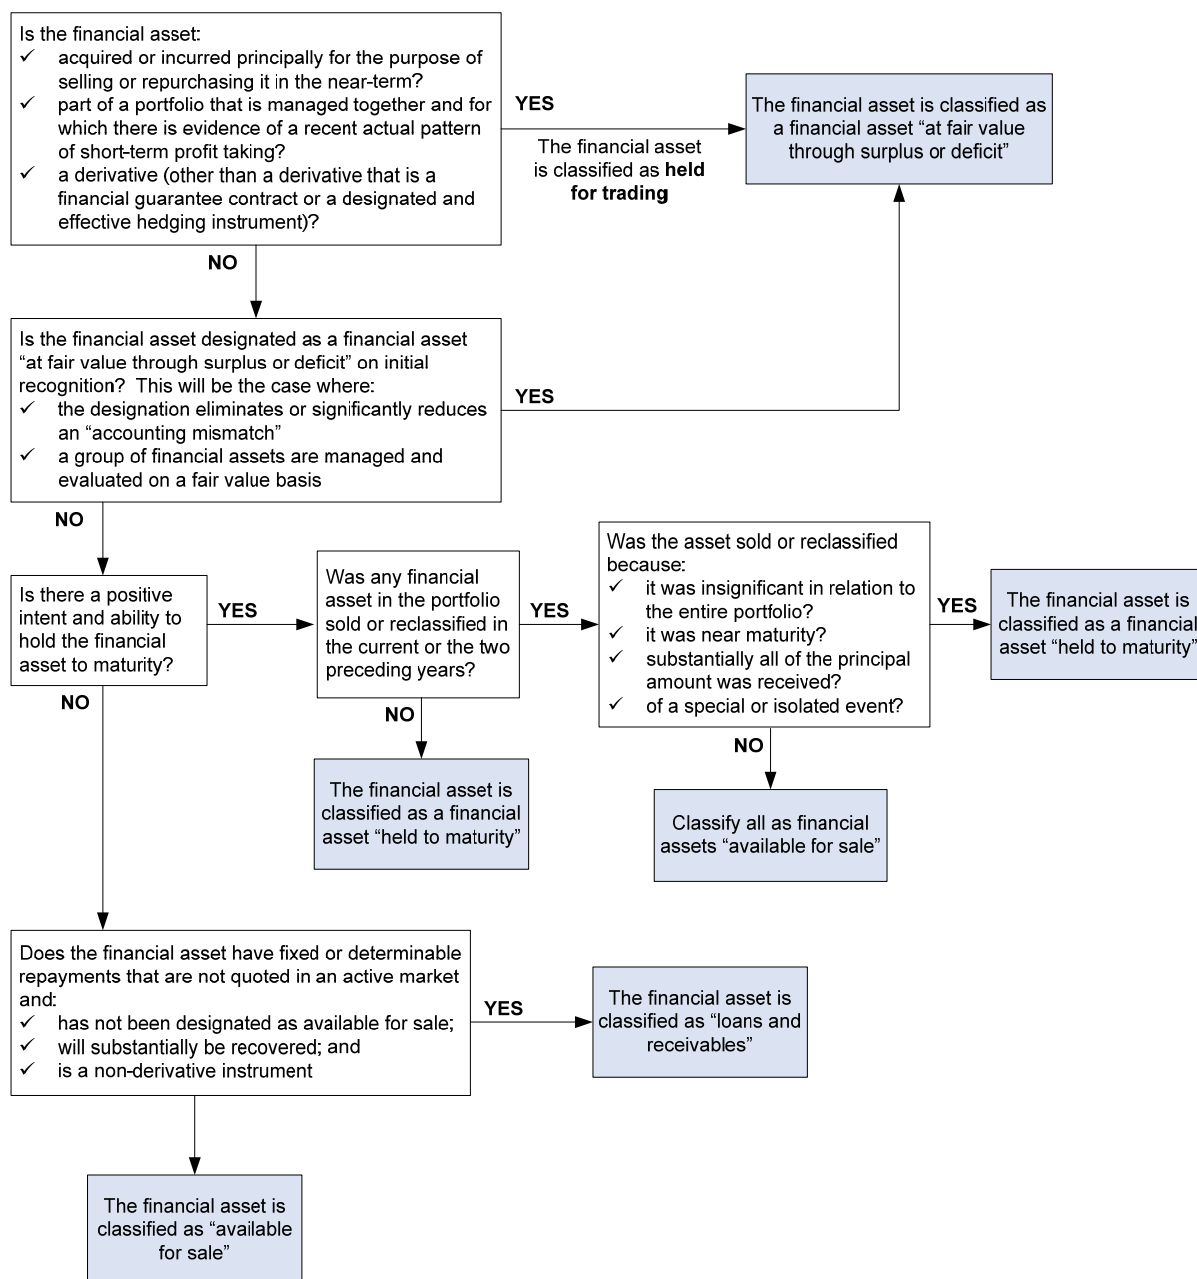 Is the financial asset:
✓ acquired or incurred principally for the purpose of
selling or repurchasing it in the near-term?
✓ part of a portfolio that is managed together and for
which there is evidence of a recent actual pattern
of short-term profit taking?
✓ a derivative (other than a derivative that is a
financial guarantee contract or a designated and
effective hedging instrument)?
YES
The financial asset
is classified as held
for trading
The financial asset is classified as
a financial asset “at fair value
through surplus or deficit”
NO
Is the financial asset designated as a financial asset
“at fair value through surplus or deficit” on initial
recognition? This will be the case where:
✓ the designation eliminates or significantly reduces
an “accounting mismatch”
✓ a group of financial assets are managed and
evaluated on a fair value basis
YES
NO
Is there a positive
intent and ability to
hold the financial
asset to maturity?
YES
Was any financial
asset in the portfolio
sold or reclassified in
the current or the two
preceding years?
YES
Was the asset sold or reclassified
because:
✓ it was insignificant in relation to
the entire portfolio?
✓ it was near maturity?
✓ substantially all of the principal
amount was received?
✓ of a special or isolated event?
YES
The financial asset is
classified as a financial
asset “held to maturity”
NO
NO
The financial asset is
classified as a financial
asset “held to maturity”
NO
Classify all as financial
assets “available for sale”
Does the financial asset have fixed or determinable
repayments that are not quoted in an active market
and:
✓ has not been designated as available for sale;
✓ will substantially be recovered; and
✓ is a non-derivative instrument
YES
The financial asset is
classified as “loans and
receivables”
The financial asset is
classified as “available
for sale”